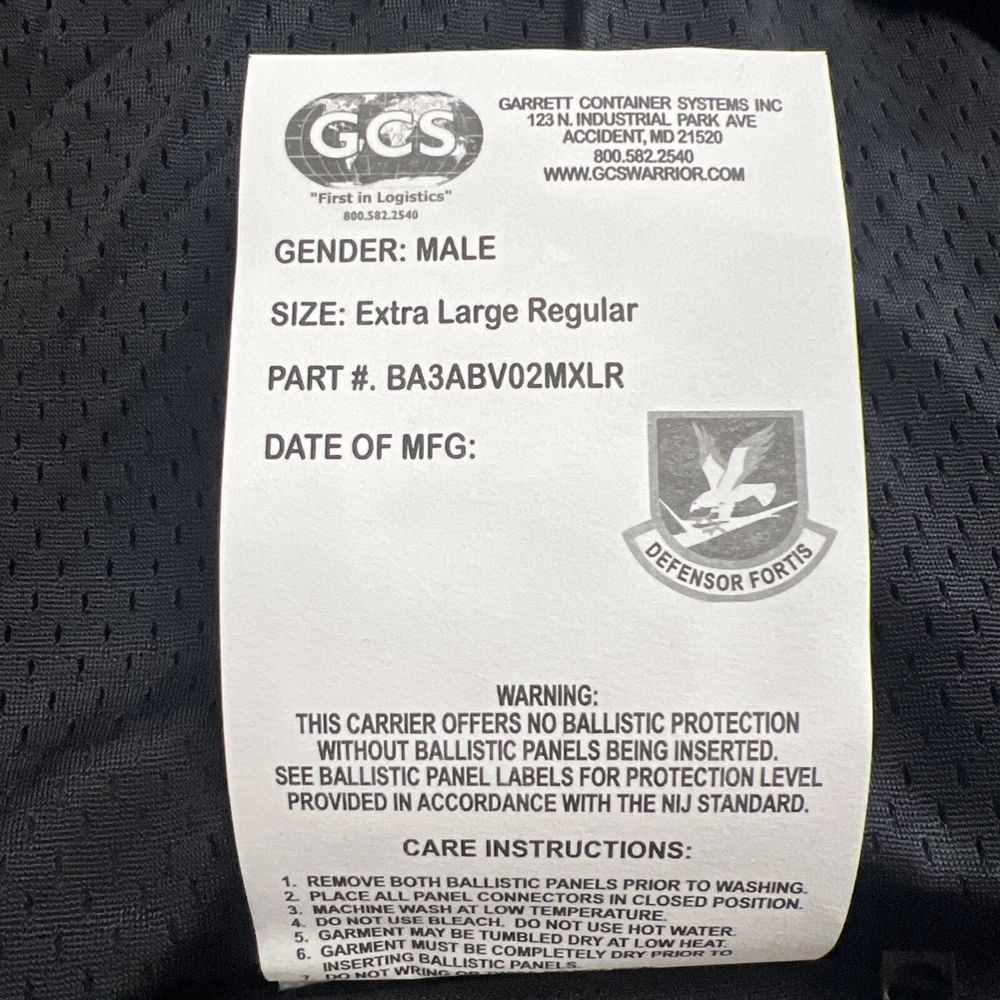 GCS
"First in Logistics"
800.582.2540
GARRETT CONTAINER SYSTEMS INC
123 N. INDUSTRIAL PARK AVE
ACCIDENT, MD 21520
800.582.2540
WWW.GCSWARRIOR.COM
GENDER: MALE
SIZE: Extra Large Regular
PART #. BA3ABV02MXLR
DATE OF MFG:
DEFENSOR FORTIS
WARNING:
THIS CARRIER OFFERS NO BALLISTIC PROTECTION
WITHOUT BALLISTIC PANELS BEING INSERTED.
SEE BALLISTIC PANEL LABELS FOR PROTECTION LEVEL
PROVIDED IN ACCORDANCE WITH THE NIJ STANDARD.
CARE INSTRUCTIONS:
1. REMOVE BOTH BALLISTIC PANELS PRIOR TO WASHING.
2. PLACE ALL PANEL CONNECTORS IN CLOSED POSITION.
3. MACHINE WASH AT LOW TEMPERATURE.
4. DO NOT USE BLEACH. DO NOT USE HOT WATER.
5. GARMENT MAY BE TUMBLED DRY AT LOW HEAT.
6. GARMENT MUST BE COMPLETELY DRY PRIOR TO
INSERTING BALLISTIC PANELS.
7. DO NOT WRING OR